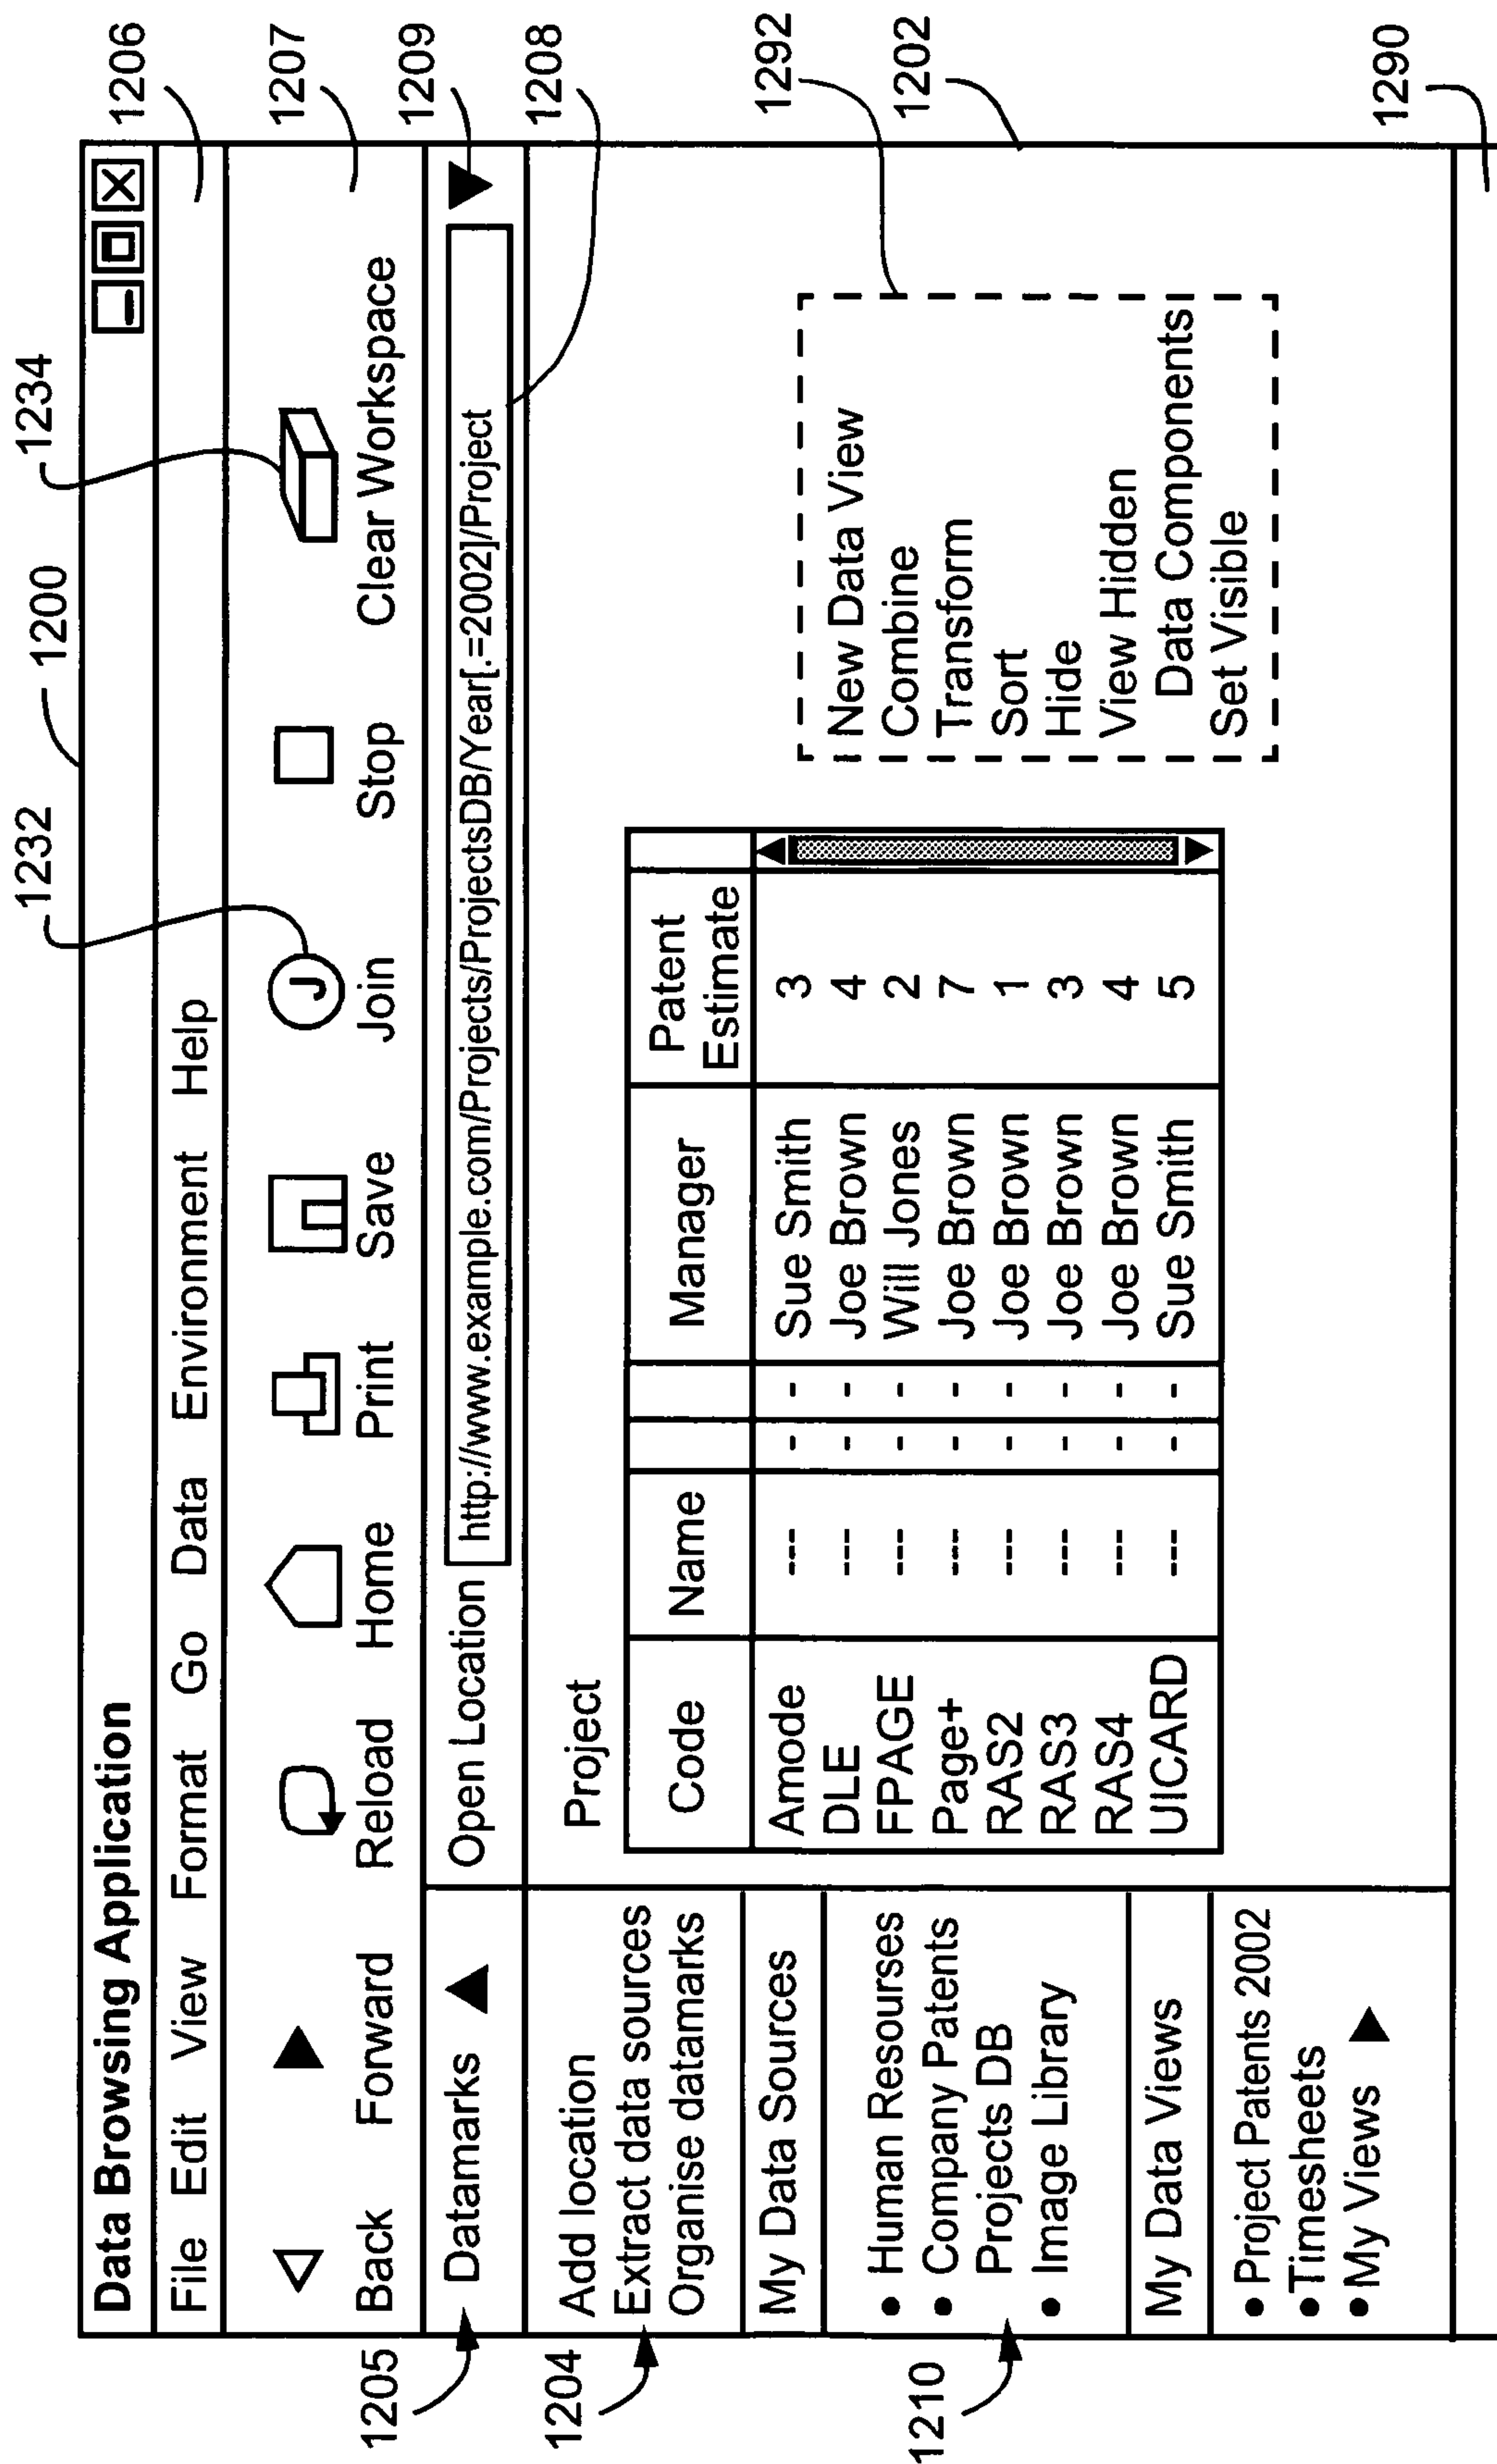 1232
1200
1234
Data Browsing Application
1206
File Edit View Format Go Data Environment Help
1207
J
Back Forward Reload Home Print Save Join Stop Clear Workspace
1205
Datamarks
Open Location
http://www.example.com/Projects/ProjectsDB/Year[.=2002]/Project
1209
1208
1204
Add location
Extract data sources
Organise datamarks
My Data Sources
1210
• Human Resourses
• Company Patents
Projects DB
• Image Library
My Data Views
• Project Patents 2002
• Timesheets
• My Views
Project
Code Name Manager Patent
Estimate
Amode --- - - Sue Smith 3
DLE --- - - Joe Brown 4
FPAGE --- - - Will Jones 2
Page+ --- - - Joe Brown 7
RAS2 --- - - Joe Brown 1
RAS3 --- - - Joe Brown 3
RAS4 --- - - Joe Brown 4
UICARD --- - - Sue Smith 5
New Data View
Combine
Transform
Sort
Hide
View Hidden
Data Components
Set Visible
1292
1202
1290